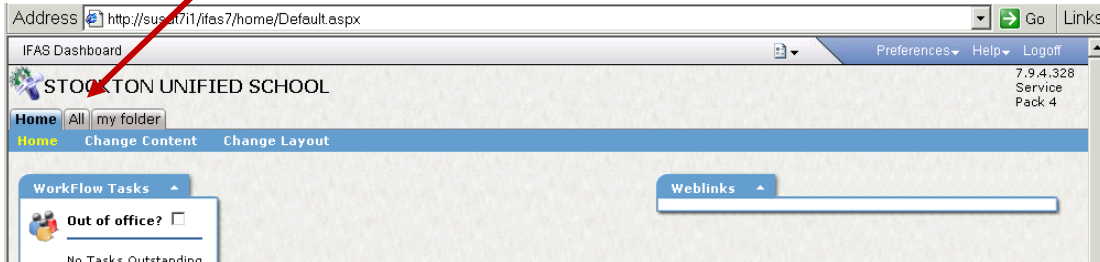 Address http://susdt7i1/ifas7/home/Default.aspx Go Links
IFAS Dashboard Preferences Help Logoff
STOCKTON UNIFIED SCHOOL
7.9.4.328
Service
Pack 4
Home All my folder
Home Change Content Change Layout
WorkFlow Tasks Weblinks
Out of office?
No Tasks Outstanding